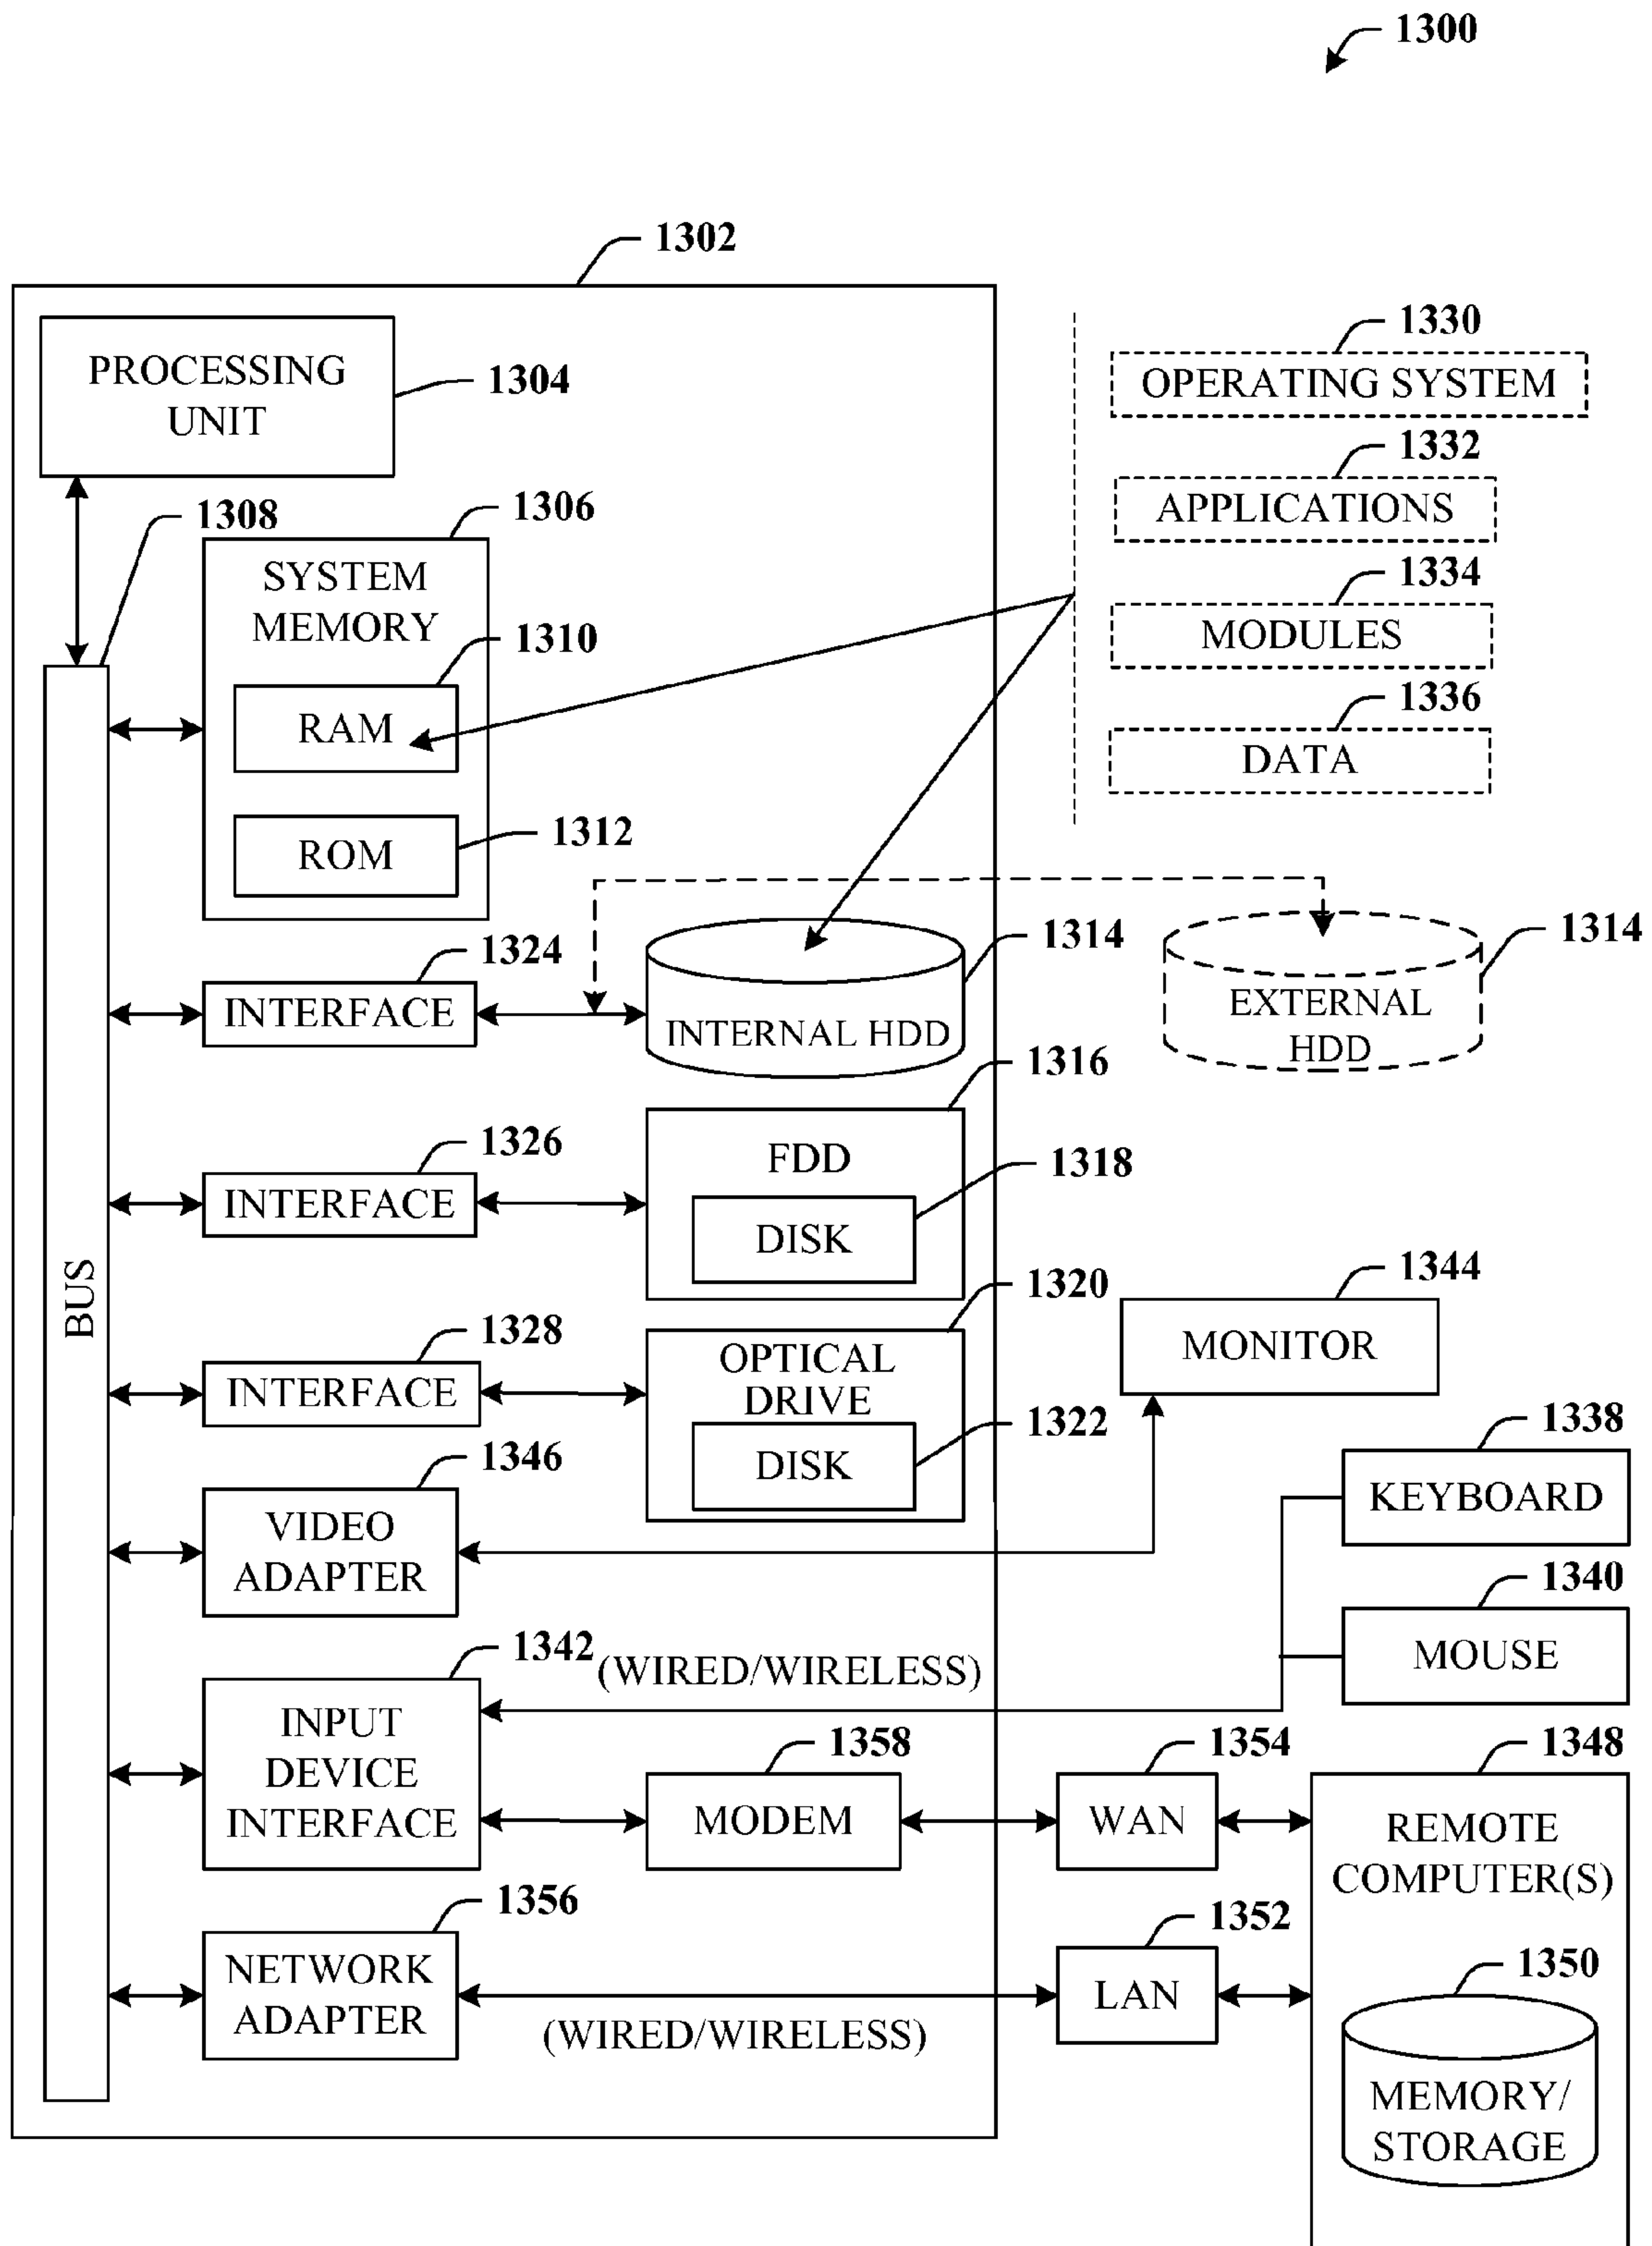 1300
1302
PROCESSING
UNIT
1304
1330
OPERATING SYSTEM
1332
APPLICATIONS
1334
MODULES
1336
DATA
1308
1306
SYSTEM
MEMORY
1310
RAM
1312
ROM
1324
INTERFACE
1314
INTERNAL HDD
1314
EXTERNAL
HDD
1316
FDD
1326
INTERFACE
1318
DISK
BUS
1320
OPTICAL
DRIVE
1328
INTERFACE
1322
DISK
1344
MONITOR
1346
VIDEO
ADAPTER
1338
KEYBOARD
1340
MOUSE
1342
(WIRED/WIRELESS)
INPUT
DEVICE
INTERFACE
1358
MODEM
1354
WAN
1348
REMOTE
COMPUTER(S)
1356
NETWORK
ADAPTER
(WIRED/WIRELESS)
1352
LAN
1350
MEMORY/
STORAGE